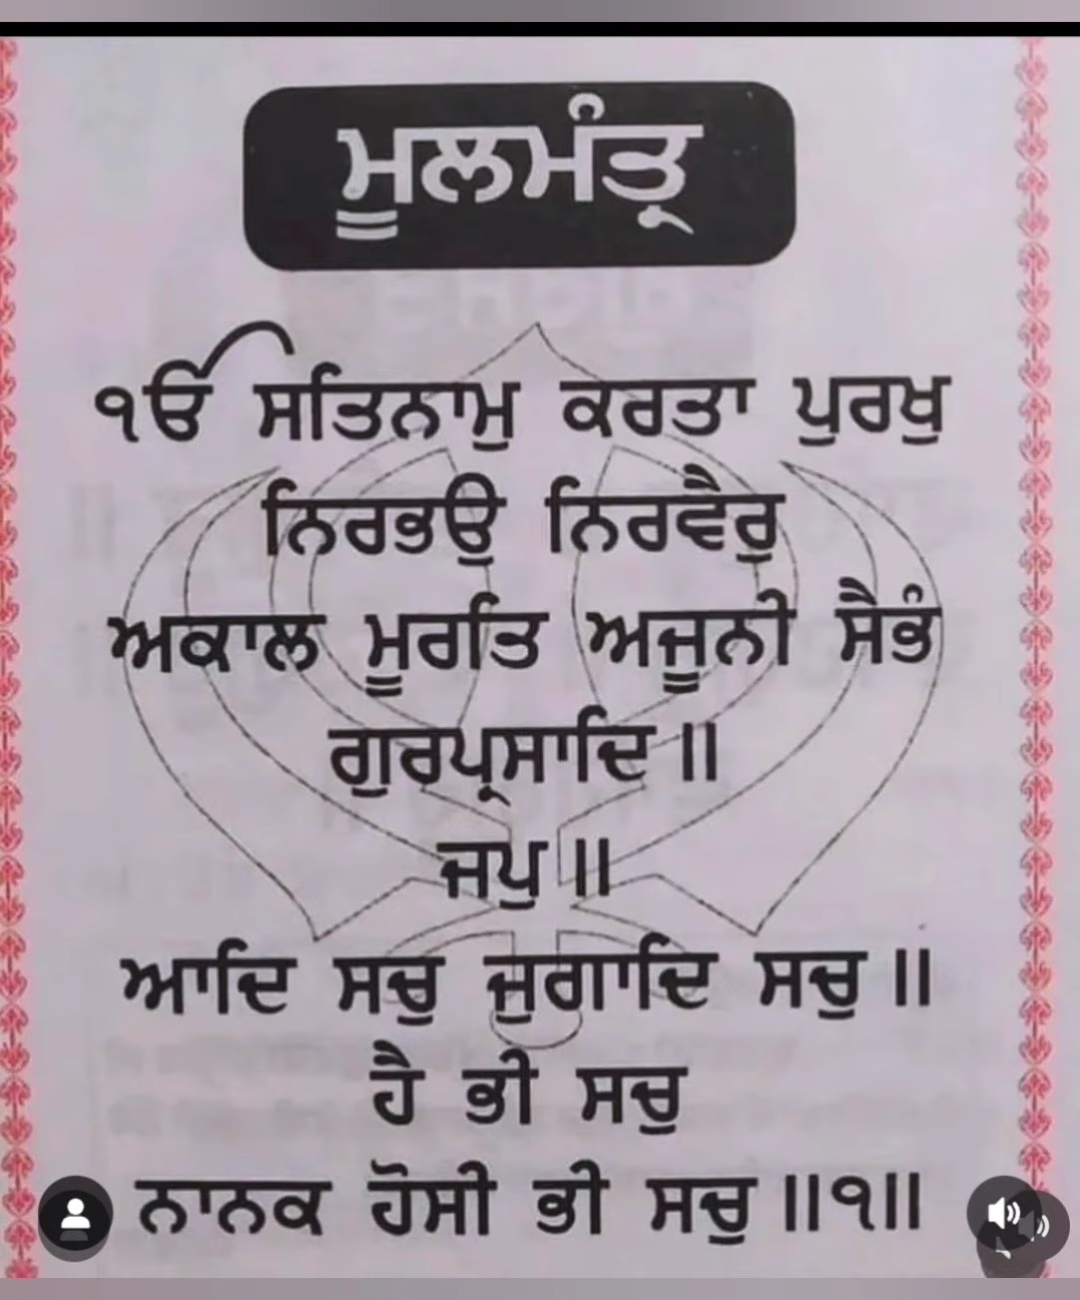 ਮੂਲਮੰਤ੍ਰ
੧ਓੱ ਸਤਿਨਾਮੁ ਕਰਤਾ ਪੁਰਖੁ
ਨਿਰਭਉ ਨਿਰਵੈਰੁ
ਅਕਾਲ ਮੂਰਤਿ ਅਜੂਨੀ ਸੈਭੰ
ਗੁਰਪ੍ਰਸਾਦਿ ॥
ਜਪੁ ॥
ਆਦਿ ਸਚੁ ਜੁਗਾਦਿ ਸਚੁ ॥
ਹੈ ਭੀ ਸਚੁ
ਨਾਨਕ ਹੋਸੀ ਭੀ ਸਚੁ ॥੧॥